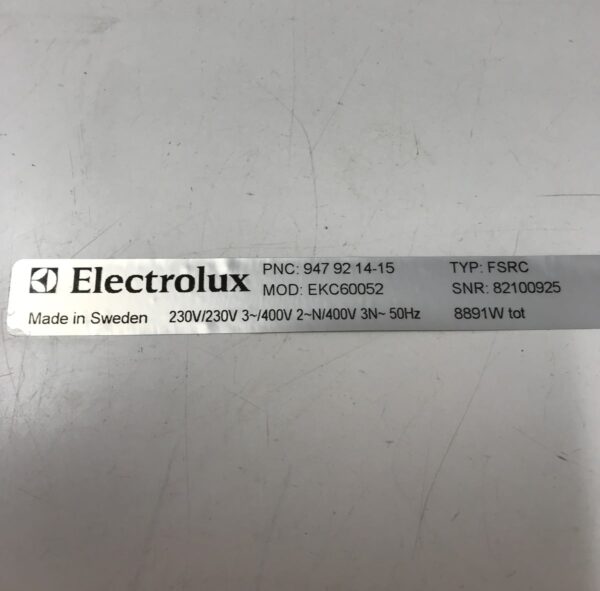 Electrolux
PNC: 947 92 14-15 TYP: FSRC
MOD: EKC60052 SNR: 82100925
Made in Sweden 230V/230V 3~/400V 2~N/400V 3N~ 50Hz 8891W tot